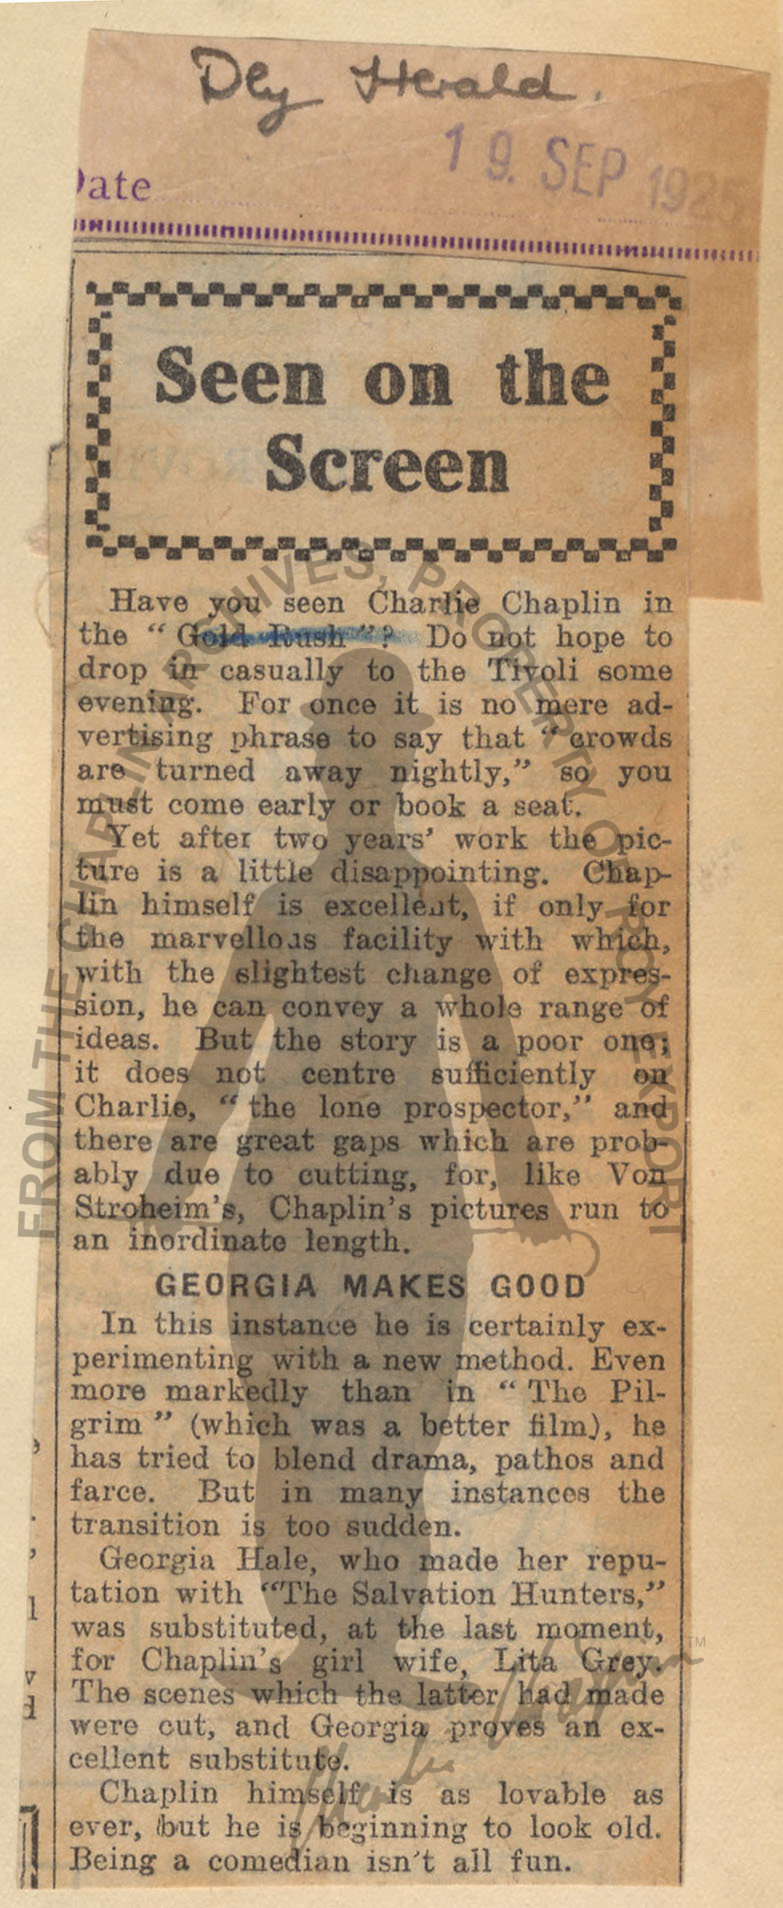 Dly Herald.
Date
19. SEP 1925
Seen on the
Screen
Have you seen Charlie Chaplin in
the “Gold Rush”? Do not hope to
drop in casually to the Tivoli some
evening. For once it is no mere ad-
vertising phrase to say that “crowds
are turned away nightly,” so you
must come early or book a seat.
Yet after two years’ work the pic-
ture is a little disappointing. Chap-
lin himself is excellent, if only for
the marvellous facility with which,
with the slightest change of expres-
sion, he can convey a whole range of
ideas. But the story is a poor one;
it does not centre sufficiently on
Charlie, “the lone prospector,” and
there are great gaps which are prob-
ably due to cutting, for, like Von
Stroheim’s, Chaplin’s pictures run to
an inordinate length.
GEORGIA MAKES GOOD
In this instance he is certainly ex-
perimenting with a new method. Even
more markedly than in “The Pil-
grim” (which was a better film), he
has tried to blend drama, pathos and
farce. But in many instances the
transition is too sudden.
Georgia Hale, who made her repu-
tation with “The Salvation Hunters,”
was substituted, at the last moment,
for Chaplin’s girl wife, Lita Grey.
The scenes which the latter had made
were cut, and Georgia proves an ex-
cellent substitute.
Chaplin himself is as lovable as
ever, but he is beginning to look old.
Being a comedian isn’t all fun.
FROM THE CHAPLIN ARCHIVES, PROPERTY OF ROY EXPORT
Charlie Chaplin TM